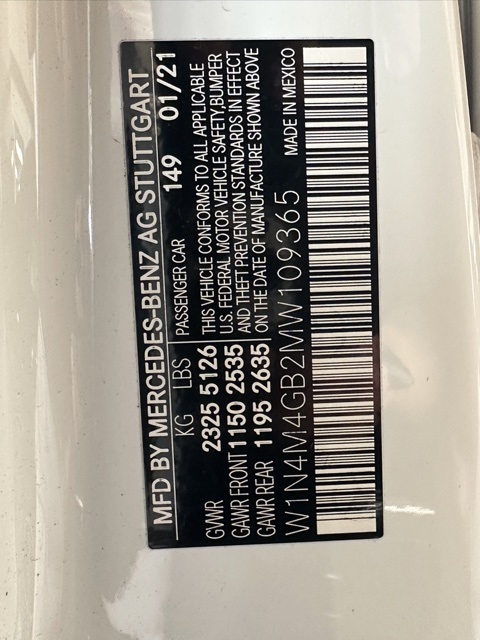 MFD BY MERCEDES-BENZ AG STUTTGART
KG LBS 149 01/21
PASSENGER CAR
GVWR 2325 5126
GAWR FRONT 1150 2535
GAWR REAR 1195 2635
THIS VEHICLE CONFORMS TO ALL APPLICABLE
U.S. FEDERAL MOTOR VEHICLE SAFETY,BUMPER
AND THEFT PREVENTION STANDARDS IN EFFECT
ON THE DATE OF MANUFACTURE SHOWN ABOVE
W1N4M4GB2MW109365 MADE IN MEXICO